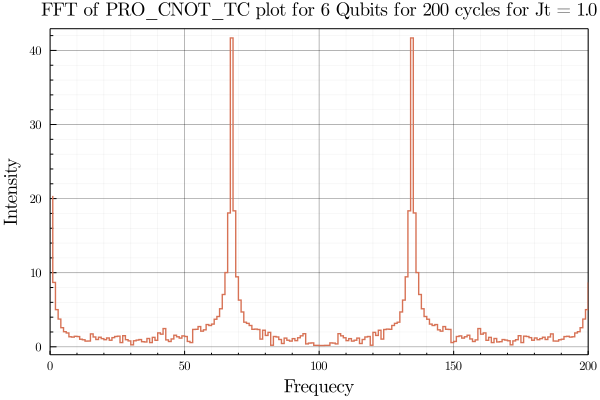 FFT of PRO_CNOT_TC plot for 6 Qubits for 200 cycles for Jt = 1.0
Intensity
40
30
20
10
0
0 50 100 150 200
Frequecy